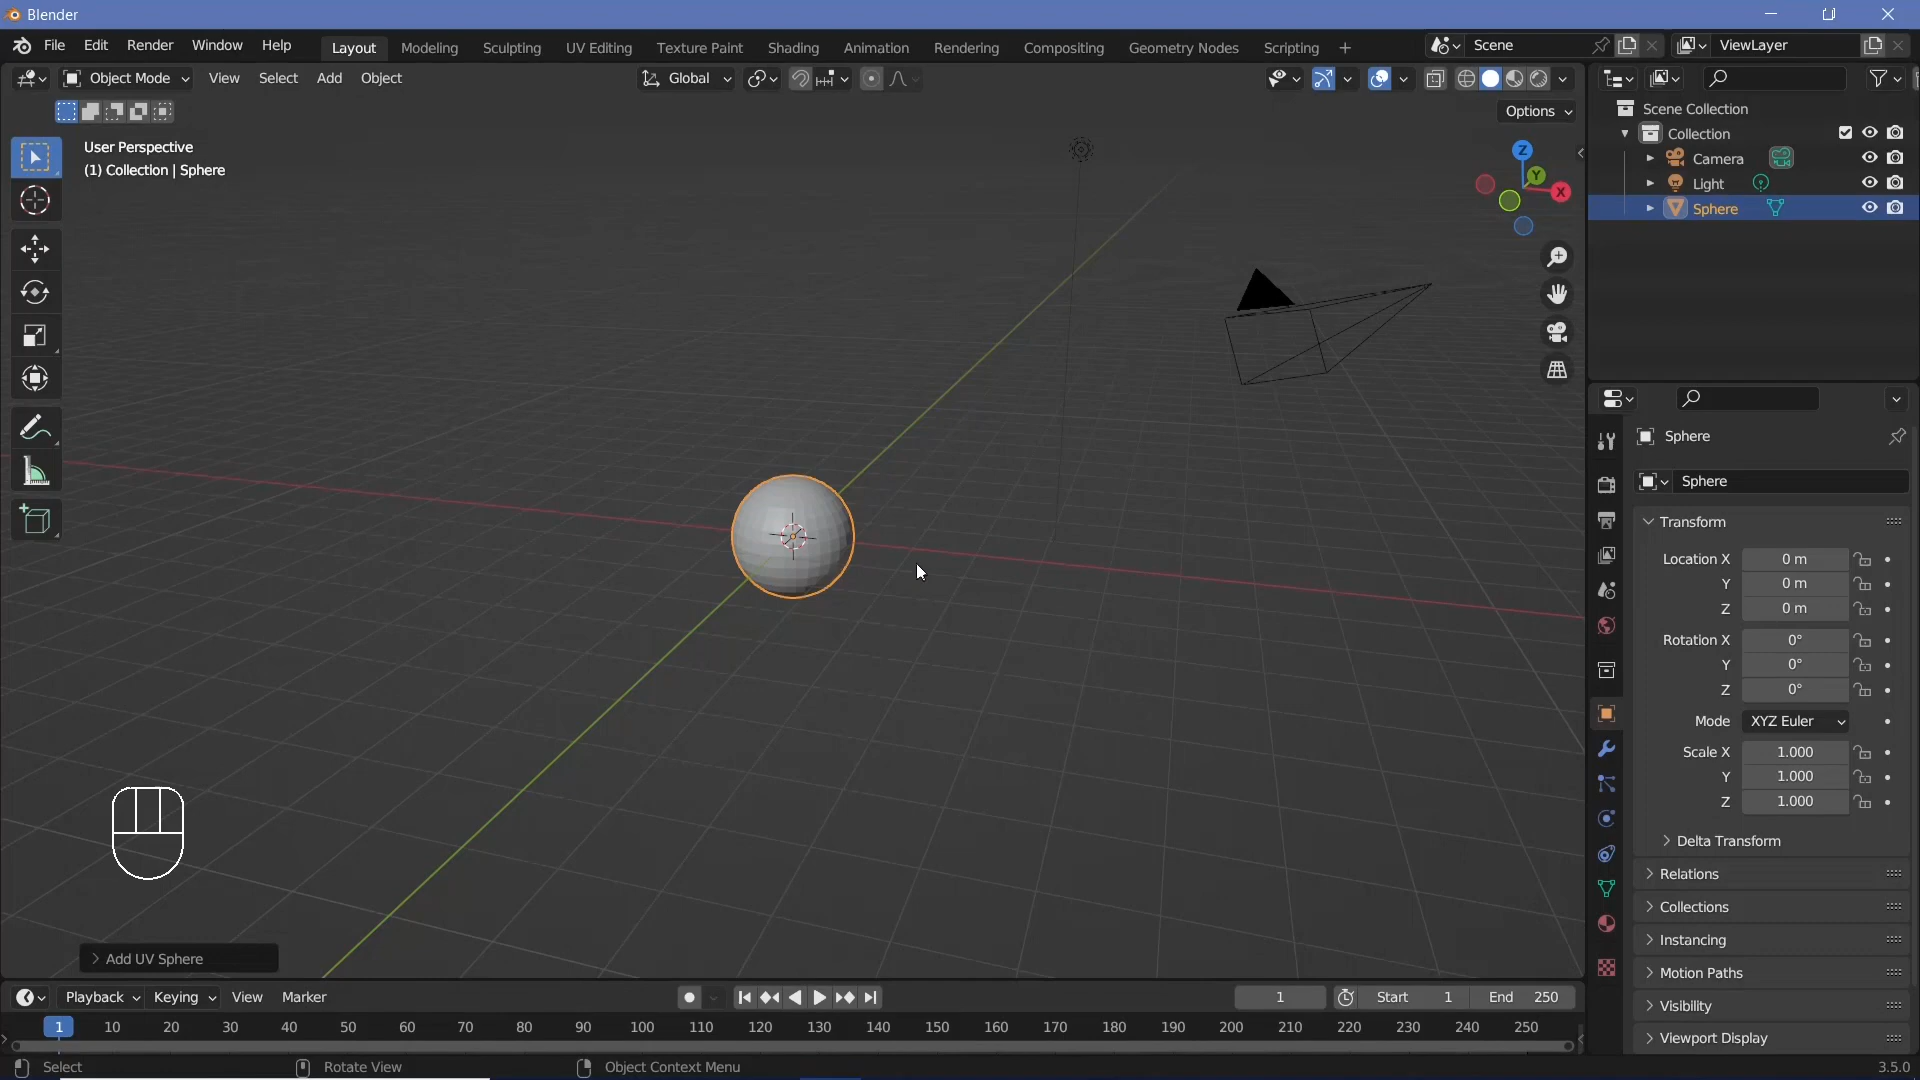 Blender
File Edit Render Window Help
Layout Modeling Sculpting UV Editing Texture Paint Shading Animation Rendering Compositing Geometry Nodes Scripting +
Scene
ViewLayer
Object Mode View Select Add Object
Global
Options
User Perspective
(1) Collection | Sphere
Z
Y
X
Scene Collection
Collection
Camera
Light
Sphere
Sphere
Sphere
Transform
Location X 0 m
Y 0 m
Z 0 m
Rotation X 0°
Y 0°
Z 0°
Mode XYZ Euler
Scale X 1.000
Y 1.000
Z 1.000
Delta Transform
Relations
Collections
Instancing
Motion Paths
Visibility
Viewport Display
Add UV Sphere
Playback Keying View Marker
1
Start 1 End 250
1 10 20 30 40 50 60 70 80 90 100 110 120 130 140 150 160 170 180 190 200 210 220 230 240 250
Select Rotate View Object Context Menu
3.5.0